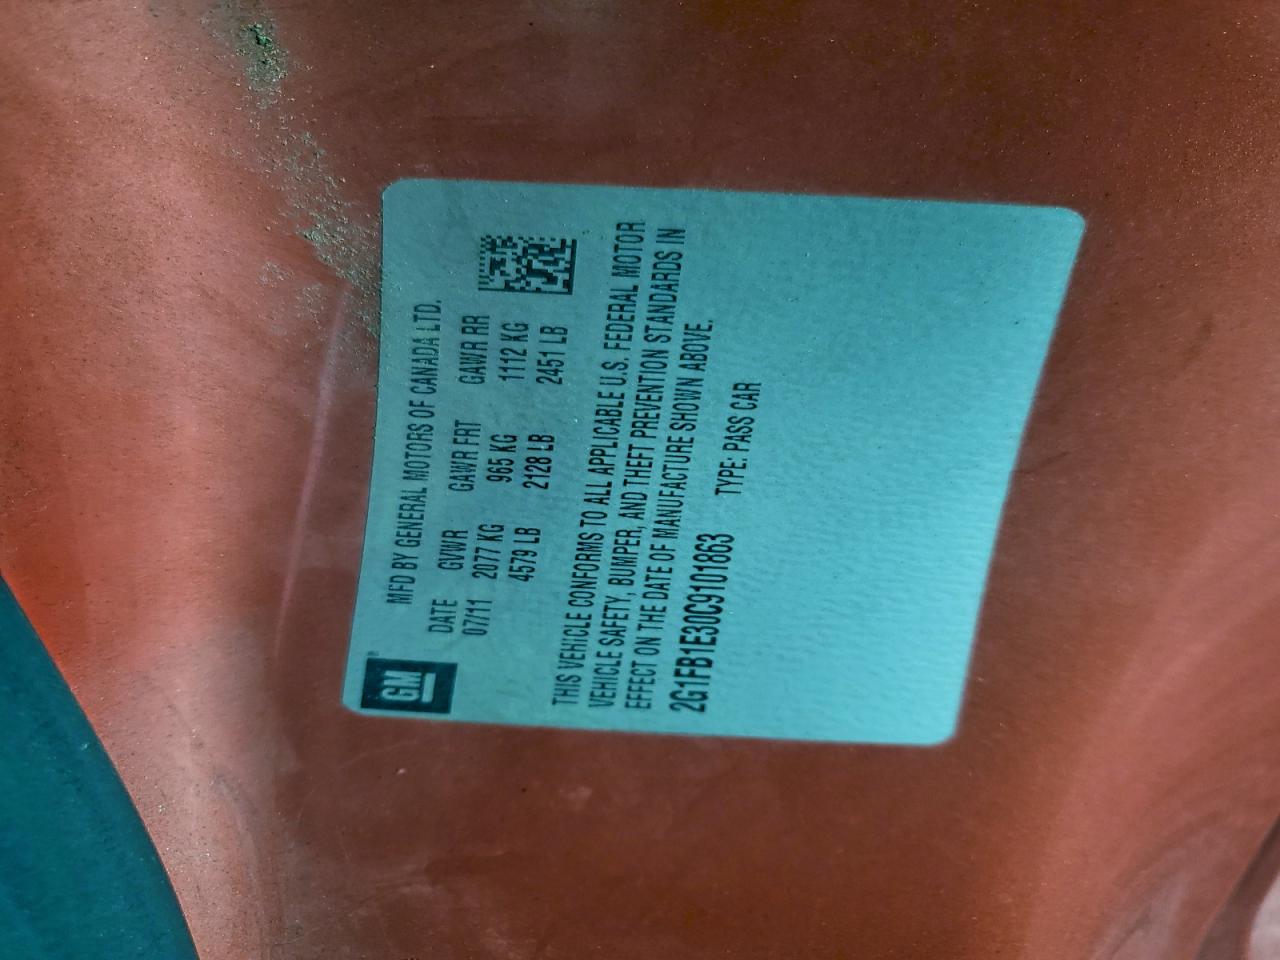 GM
MFD BY GENERAL MOTORS OF CANADA LTD.
DATE GVWR GAWR FRT GAWR RR
07/11 2077 KG 965 KG 1112 KG
4579 LB 2128 LB 2451 LB
THIS VEHICLE CONFORMS TO ALL APPLICABLE U.S. FEDERAL MOTOR
VEHICLE SAFETY, BUMPER, AND THEFT PREVENTION STANDARDS IN
EFFECT ON THE DATE OF MANUFACTURE SHOWN ABOVE.
2G1FB1E30C9101863 TYPE: PASS CAR